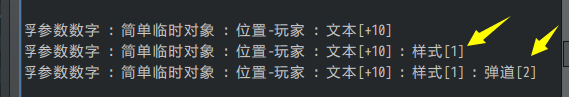 孚参数数字 : 简单临时对象 : 位置-玩家 : 文本[+10]
孚参数数字 : 简单临时对象 : 位置-玩家 : 文本[+10] : 样式[1]
孚参数数字 : 简单临时对象 : 位置-玩家 : 文本[+10] : 样式[1] : 弹道[2]